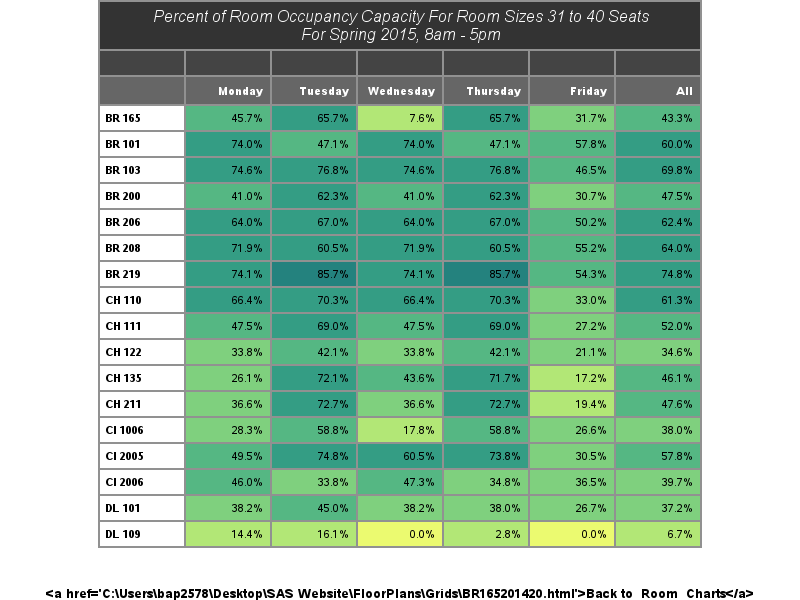 Percent of Room Occupancy Capacity For Room Sizes 31 to 40 Seats
For Spring 2015, 8am - 5pm
Monday Tuesday Wednesday Thursday Friday All
BR 165 45.7% 65.7% 7.6% 65.7% 31.7% 43.3%
BR 101 74.0% 47.1% 74.0% 47.1% 57.8% 60.0%
BR 103 74.6% 76.8% 74.6% 76.8% 46.5% 69.8%
BR 200 41.0% 62.3% 41.0% 62.3% 30.7% 47.5%
BR 206 64.0% 67.0% 64.0% 67.0% 50.2% 62.4%
BR 208 71.9% 60.5% 71.9% 60.5% 55.2% 64.0%
BR 219 74.1% 85.7% 74.1% 85.7% 54.3% 74.8%
CH 110 66.4% 70.3% 66.4% 70.3% 33.0% 61.3%
CH 111 47.5% 69.0% 47.5% 69.0% 27.2% 52.0%
CH 122 33.8% 42.1% 33.8% 42.1% 21.1% 34.6%
CH 135 26.1% 72.1% 43.6% 71.7% 17.2% 46.1%
CH 211 36.6% 72.7% 36.6% 72.7% 19.4% 47.6%
CI 1006 28.3% 58.8% 17.8% 58.8% 26.6% 38.0%
CI 2005 49.5% 74.8% 60.5% 73.8% 30.5% 57.8%
CI 2006 46.0% 33.8% 47.3% 34.8% 36.5% 39.7%
DL 101 38.2% 45.0% 38.2% 38.0% 26.7% 37.2%
DL 109 14.4% 16.1% 0.0% 2.8% 0.0% 6.7%
<a href='C:\Users\bap2578\Desktop\SAS Website\FloorPlans\Grids\BR165201420.html'>Back to Room Charts</a>